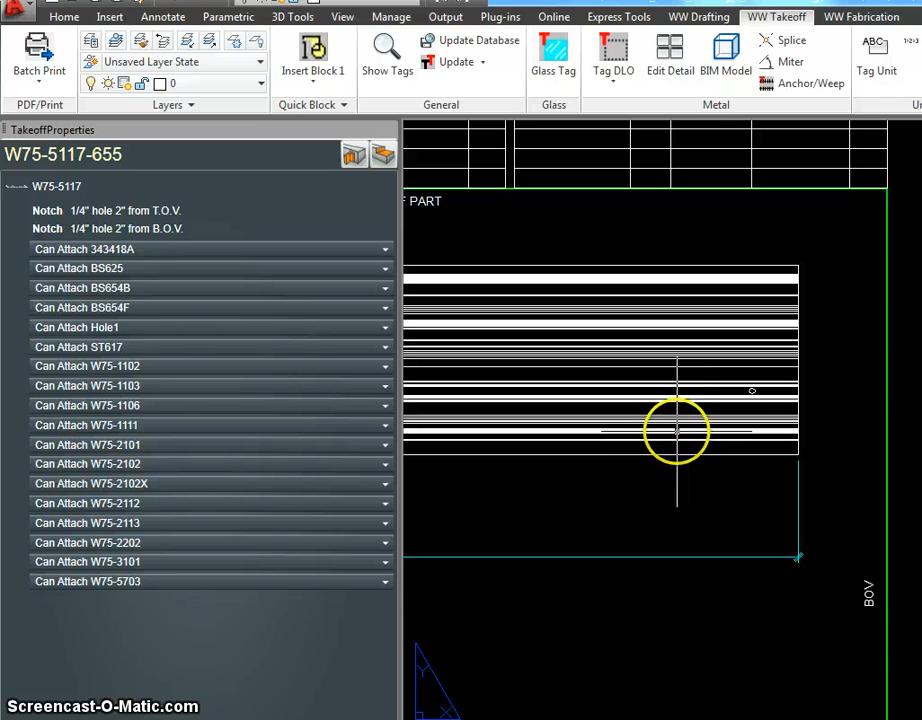 Home Insert Annotate Parametric 3D Tools View Manage Output Plug-ins Online Express Tools WW Drafting WW Takeoff WW Fabrication
Batch Print
PDF/Print
Unsaved Layer State
0
Layers
Insert Block 1
Quick Block
Show Tags
Update Database
Update
General
Glass Tag
Glass
Tag DLO
Edit Detail
BIM Model
Splice
Miter
Anchor/Weep
Metal
ABC
Tag Unit
TakeoffProperties
W75-5117-655
W75-5117
Notch 1/4" hole 2" from T.O.V.
Notch 1/4" hole 2" from B.O.V.
Can Attach 343418A
Can Attach BS625
Can Attach BS654B
Can Attach BS654F
Can Attach Hole1
Can Attach ST617
Can Attach W75-1102
Can Attach W75-1103
Can Attach W75-1106
Can Attach W75-1111
Can Attach W75-2101
Can Attach W75-2102
Can Attach W75-2102X
Can Attach W75-2112
Can Attach W75-2113
Can Attach W75-2202
Can Attach W75-3101
Can Attach W75-5703
F PART
BOV
Y
X
Screencast-O-Matic.com